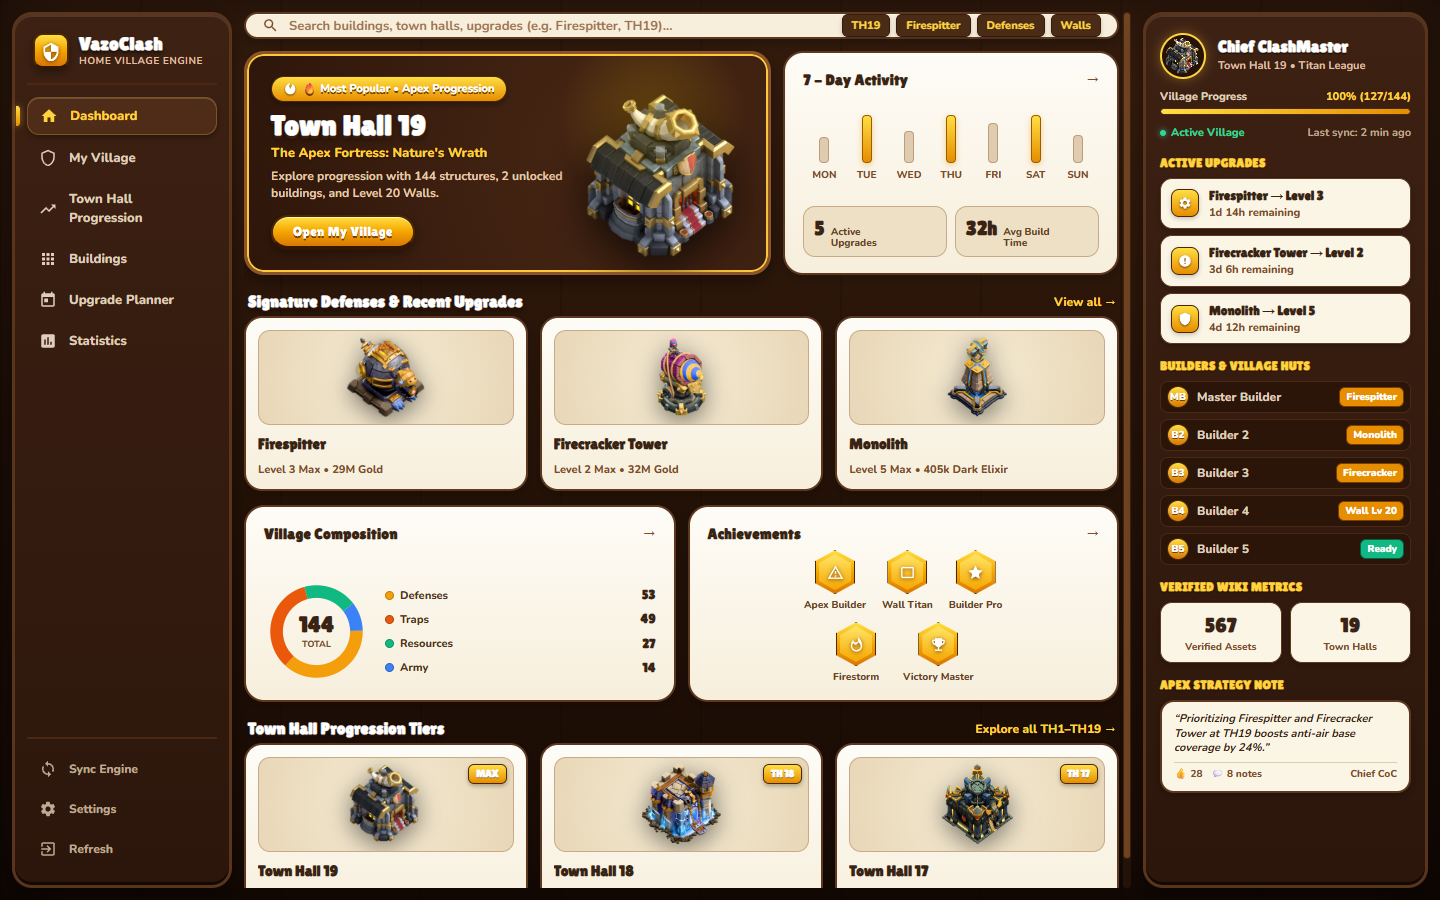 VazoClash
HOME VILLAGE ENGINE
Dashboard
My Village
Town Hall
Progression
Buildings
Upgrade Planner
Statistics
Sync Engine
Settings
Refresh
Search buildings, town halls, upgrades (e.g. Firespitter, TH19)...
TH19
Firespitter
Defenses
Walls
Most Popular • Apex Progression
Town Hall 19
The Apex Fortress: Nature's Wrath
Explore progression with 144 structures, 2 unlocked
buildings, and Level 20 Walls.
Open My Village
7 – Day Activity →
MON TUE WED THU FRI SAT SUN
5 Active
Upgrades
32h Avg Build
Time
Signature Defenses & Recent Upgrades
View all →
Firespitter
Level 3 Max • 29M Gold
Firecracker Tower
Level 2 Max • 32M Gold
Monolith
Level 5 Max • 405k Dark Elixir
Village Composition →
144
TOTAL
Defenses 53
Traps 49
Resources 27
Army 14
Achievements →
Apex Builder
Wall Titan
Builder Pro
Firestorm
Victory Master
Town Hall Progression Tiers
Explore all TH1–TH19 →
MAX
Town Hall 19
TH 18
Town Hall 18
TH 17
Town Hall 17
Chief ClashMaster
Town Hall 19 • Titan League
Village Progress 100% (127/144)
Active Village Last sync: 2 min ago
ACTIVE UPGRADES
Firespitter → Level 3
1d 14h remaining
Firecracker Tower → Level 2
3d 6h remaining
Monolith → Level 5
4d 12h remaining
BUILDERS & VILLAGE HUTS
MB Master Builder Firespitter
B2 Builder 2 Monolith
B3 Builder 3 Firecracker
B4 Builder 4 Wall Lv 20
B5 Builder 5 Ready
VERIFIED WIKI METRICS
567
Verified Assets
19
Town Halls
APEX STRATEGY NOTE
“Prioritizing Firespitter and Firecracker
Tower at TH19 boosts anti-air base
coverage by 24%.”
28 8 notes Chief CoC